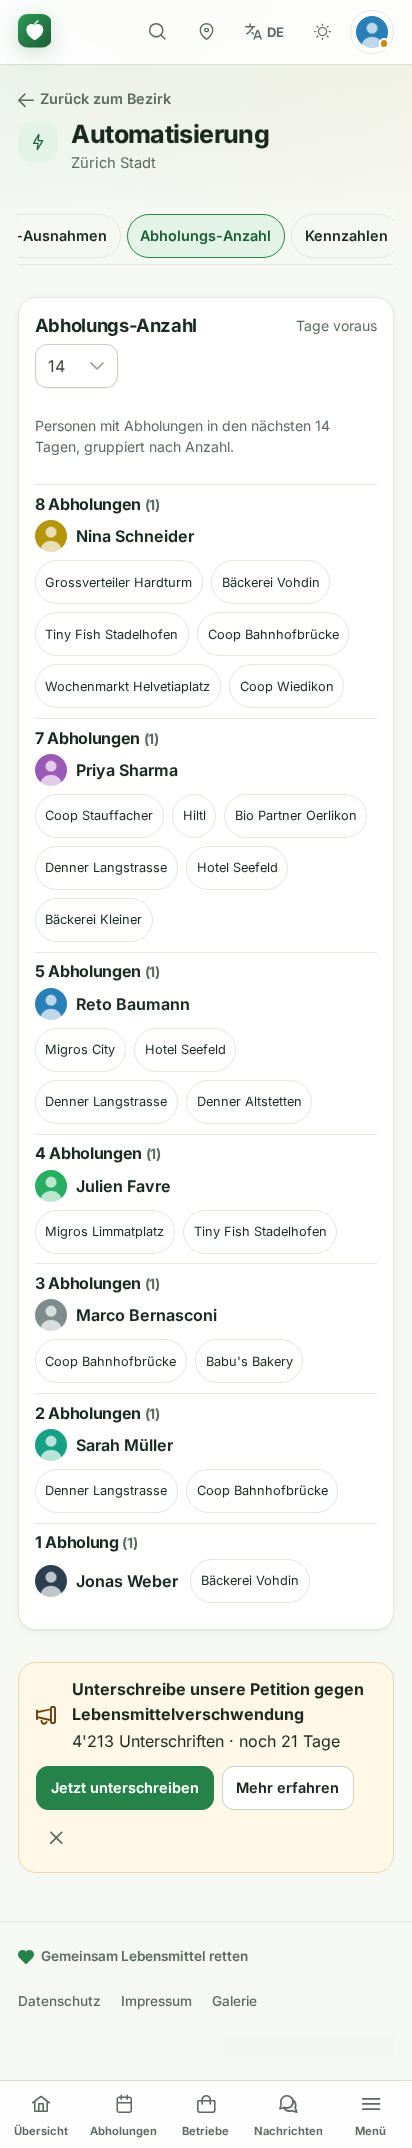 DE
Zurück zum Bezirk
Automatisierung
Zürich Stadt
-Ausnahmen
Abholungs-Anzahl
Kennzahlen
Abholungs-Anzahl
Tage voraus
14
Personen mit Abholungen in den nächsten 14
Tagen, gruppiert nach Anzahl.
8 Abholungen (1)
Nina Schneider
Grossverteiler Hardturm
Bäckerei Vohdin
Tiny Fish Stadelhofen
Coop Bahnhofbrücke
Wochenmarkt Helvetiaplatz
Coop Wiedikon
7 Abholungen (1)
Priya Sharma
Coop Stauffacher
Hiltl
Bio Partner Oerlikon
Denner Langstrasse
Hotel Seefeld
Bäckerei Kleiner
5 Abholungen (1)
Reto Baumann
Migros City
Hotel Seefeld
Denner Langstrasse
Denner Altstetten
4 Abholungen (1)
Julien Favre
Migros Limmatplatz
Tiny Fish Stadelhofen
3 Abholungen (1)
Marco Bernasconi
Coop Bahnhofbrücke
Babu's Bakery
2 Abholungen (1)
Sarah Müller
Denner Langstrasse
Coop Bahnhofbrücke
1 Abholung (1)
Jonas Weber
Bäckerei Vohdin
Unterschreibe unsere Petition gegen
Lebensmittelverschwendung
4'213 Unterschriften · noch 21 Tage
Jetzt unterschreiben
Mehr erfahren
Gemeinsam Lebensmittel retten
Datenschutz
Impressum
Galerie
Übersicht
Abholungen
Betriebe
Nachrichten
Menü